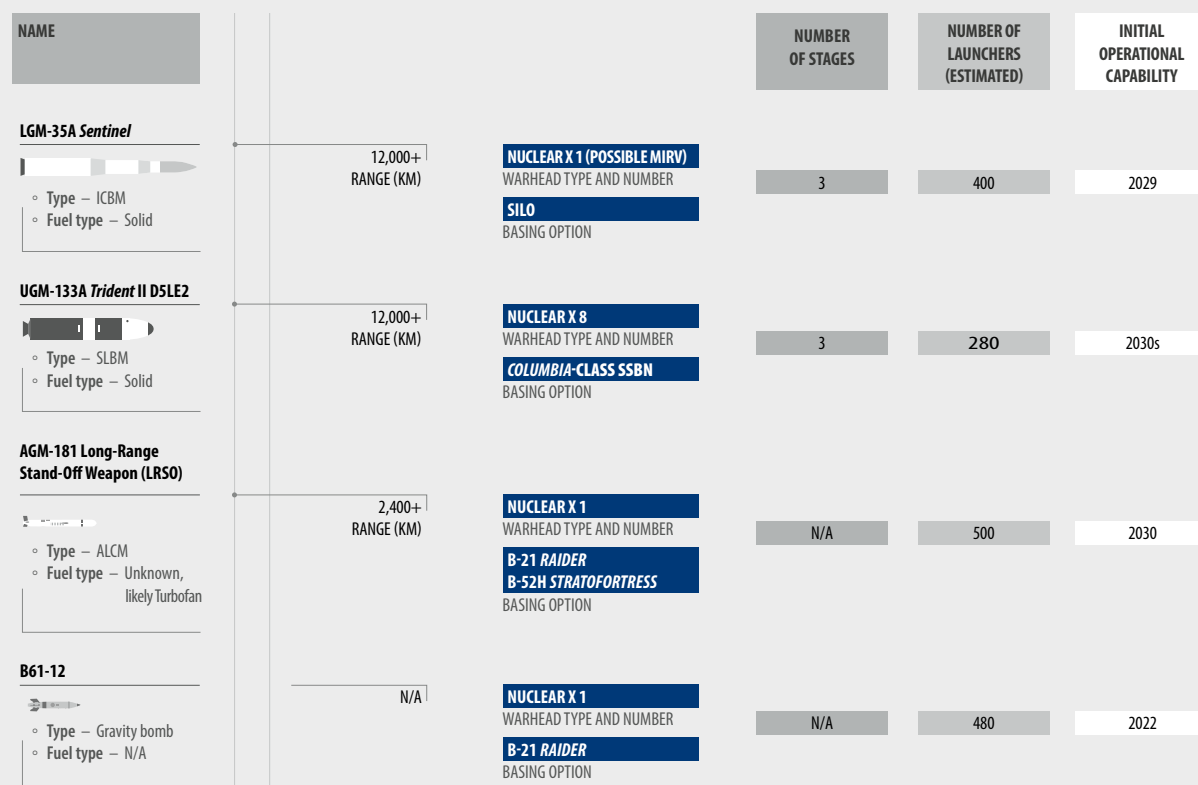 NAME
NUMBER
OF STAGES
NUMBER OF
LAUNCHERS
(ESTIMATED)
INITIAL
OPERATIONAL
CAPABILITY
LGM-35A Sentinel
◦ Type – ICBM
◦ Fuel type – Solid
12,000+
RANGE (KM)
NUCLEAR X 1 (POSSIBLE MIRV)
WARHEAD TYPE AND NUMBER
SILO
BASING OPTION
3
400
2029
UGM-133A Trident II D5LE2
◦ Type – SLBM
◦ Fuel type – Solid
12,000+
RANGE (KM)
NUCLEAR X 8
WARHEAD TYPE AND NUMBER
COLUMBIA-CLASS SSBN
BASING OPTION
3
280
2030s
AGM-181 Long-Range
Stand-Off Weapon (LRSO)
◦ Type – ALCM
◦ Fuel type – Unknown,
likely Turbofan
2,400+
RANGE (KM)
NUCLEAR X 1
WARHEAD TYPE AND NUMBER
B-21 RAIDER
B-52H STRATOFORTRESS
BASING OPTION
N/A
500
2030
B61-12
◦ Type – Gravity bomb
◦ Fuel type – N/A
N/A
NUCLEAR X 1
WARHEAD TYPE AND NUMBER
B-21 RAIDER
BASING OPTION
N/A
480
2022